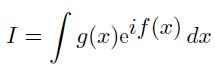 I = ∫ g(x)e^{if(x)} dx